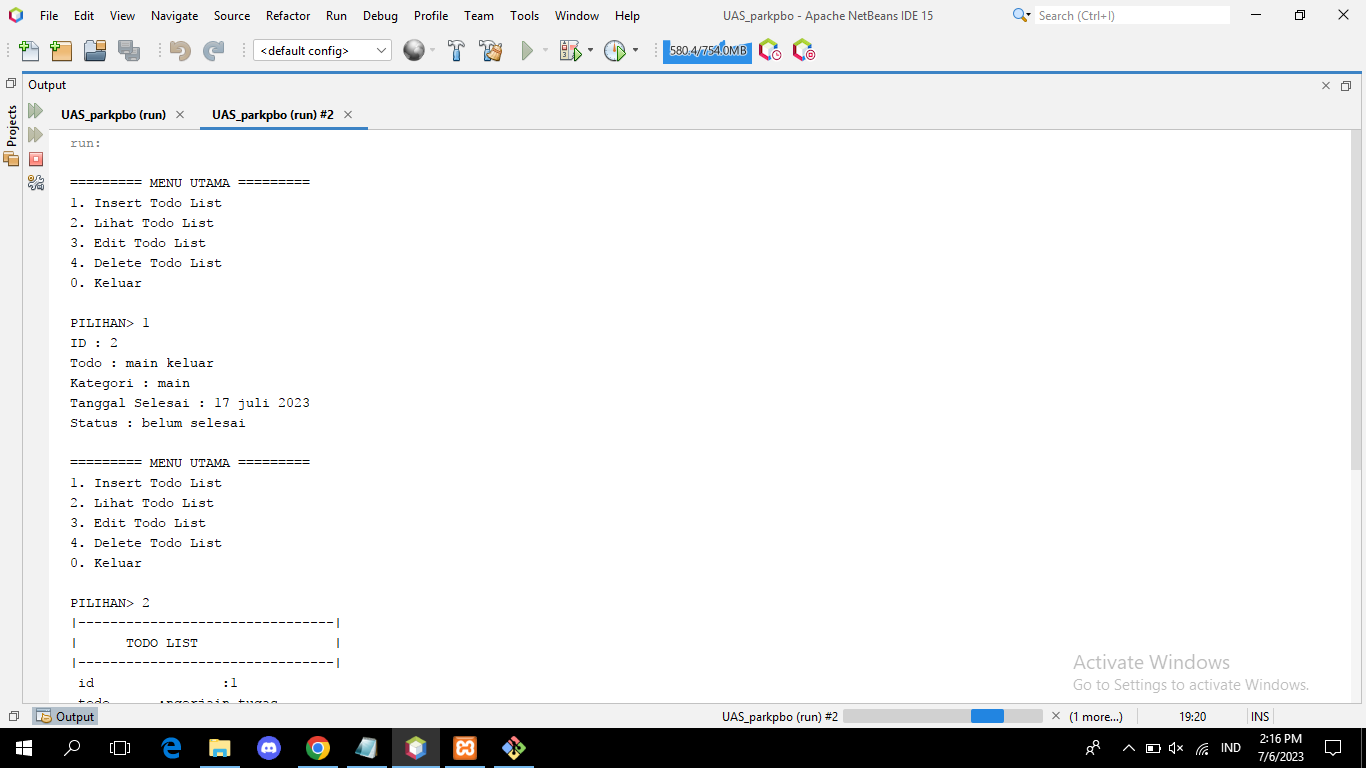 File Edit View Navigate Source Refactor Run Debug Profile Team Tools Window Help
UAS_parkpbo - Apache NetBeans IDE 15
Search (Ctrl+I)
<default config>
580.4/754.0MB
Output
Projects
UAS_parkpbo (run)
UAS_parkpbo (run) #2
run:
========= MENU UTAMA =========
1. Insert Todo List
2. Lihat Todo List
3. Edit Todo List
4. Delete Todo List
0. Keluar
PILIHAN> 1
ID : 2
Todo : main keluar
Kategori : main
Tanggal Selesai : 17 juli 2023
Status : belum selesai
========= MENU UTAMA =========
1. Insert Todo List
2. Lihat Todo List
3. Edit Todo List
4. Delete Todo List
0. Keluar
PILIHAN> 2
|--------------------------------|
|      TODO LIST                 |
|--------------------------------|
id                :1
Activate Windows
Go to Settings to activate Windows.
Output
UAS_parkpbo (run) #2
(1 more...)
19:20
INS
IND
2:16 PM
7/6/2023